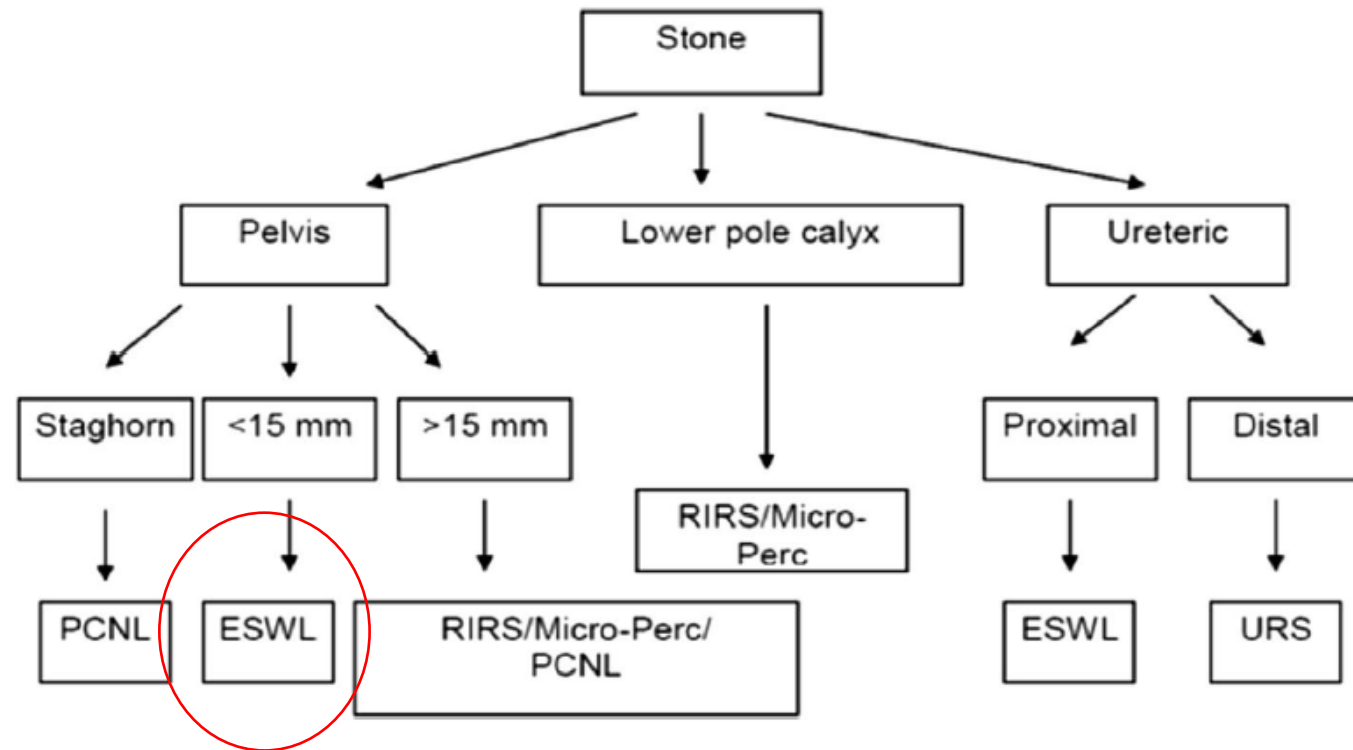 Stone
Pelvis
Lower pole calyx
Ureteric
Staghorn
<15 mm
>15 mm
Proximal
Distal
RIRS/Micro-
Perc
PCNL
ESWL
RIRS/Micro-Perc/
PCNL
ESWL
URS